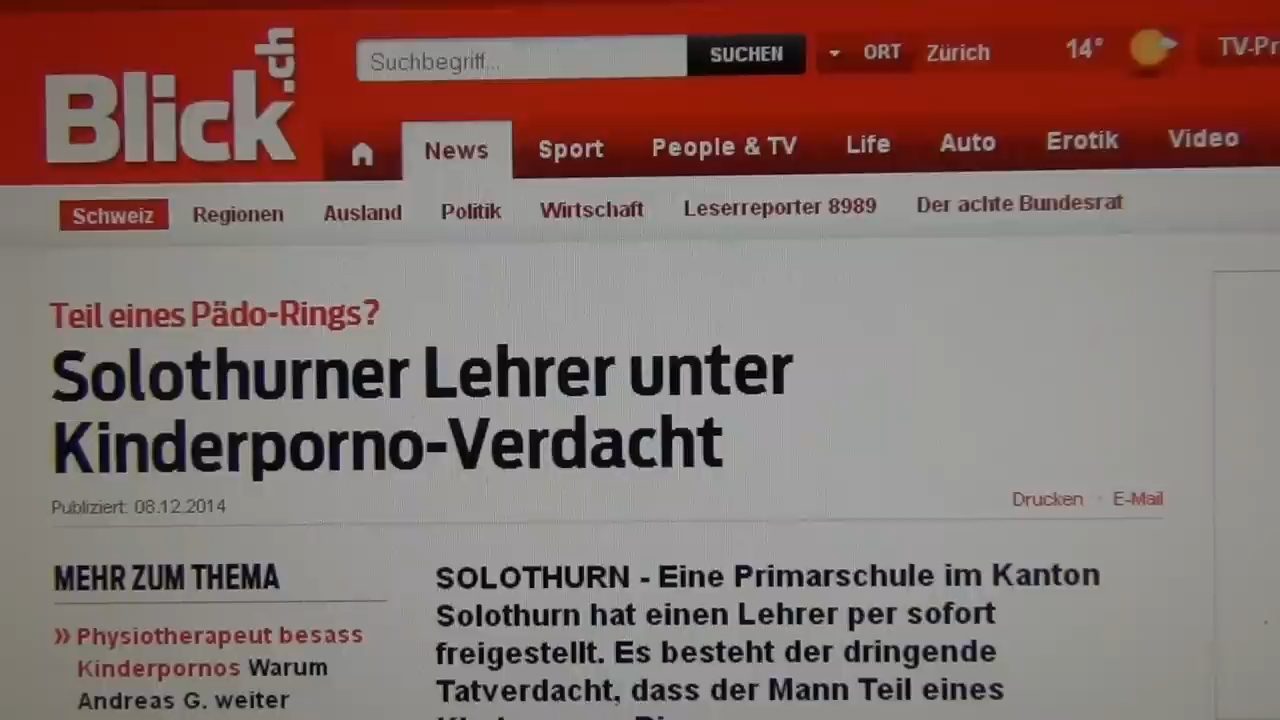 Blick.ch
Suchbegriff...
SUCHEN
ORT Zürich
14°
TV-Pr
News Sport People & TV Life Auto Erotik Video
Schweiz Regionen Ausland Politik Wirtschaft Leserreporter 8989 Der achte Bundesrat
Teil eines Pädo-Rings?
Solothurner Lehrer unter
Kinderporno-Verdacht
Publiziert: 08.12.2014
Drucken E-Mail
MEHR ZUM THEMA
» Physiotherapeut besass
Kinderpornos Warum
Andreas G. weiter
SOLOTHURN - Eine Primarschule im Kanton
Solothurn hat einen Lehrer per sofort
freigestellt. Es besteht der dringende
Tatverdacht, dass der Mann Teil eines